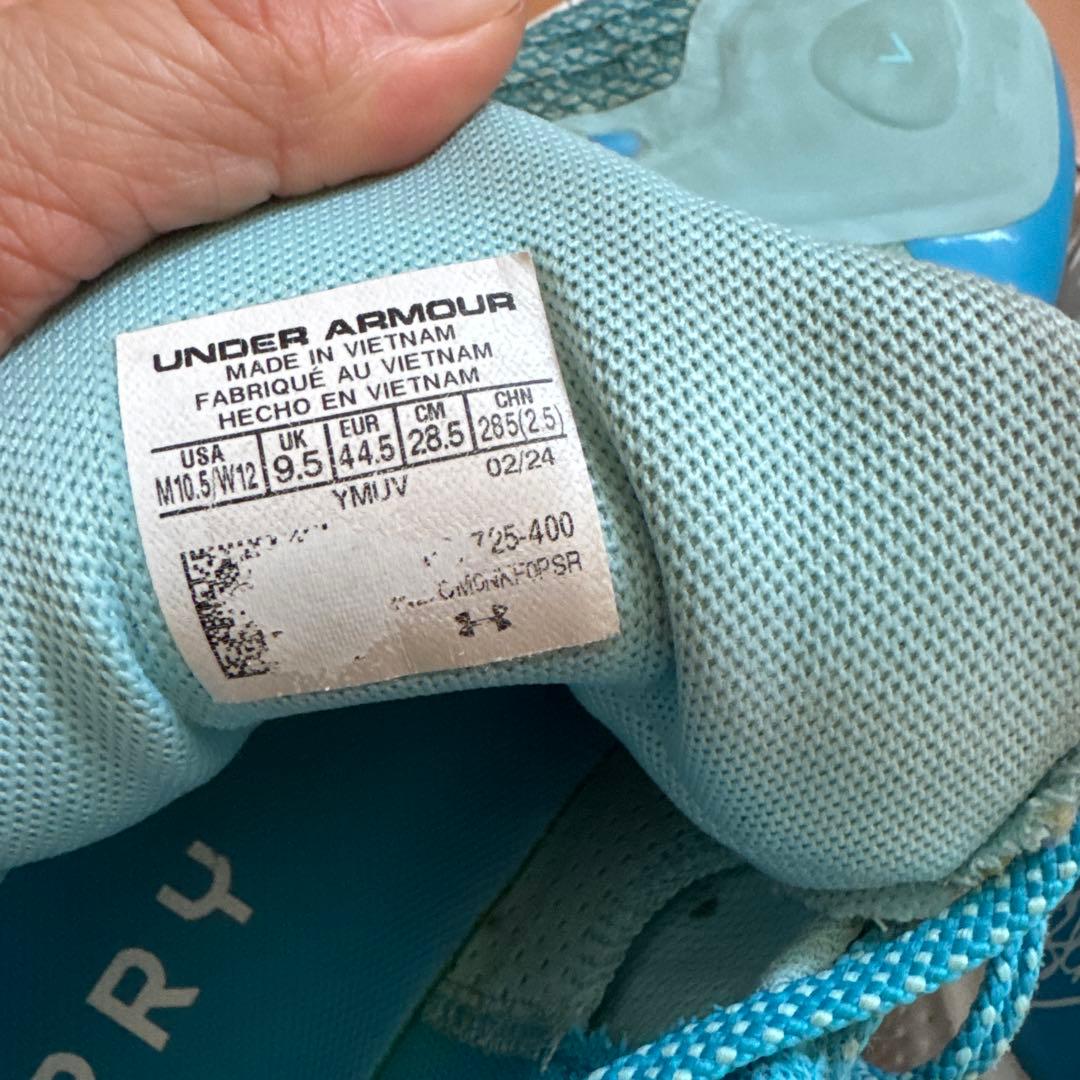 UNDER ARMOUR
MADE IN VIETNAM
FABRIQUÉ AU VIETNAM
HECHO EN VIETNAM
USA UK EUR CM CHN
M10.5/W12 9.5 44.5 28.5 285(2.5)
YMUV 02/24
725-400
PRY